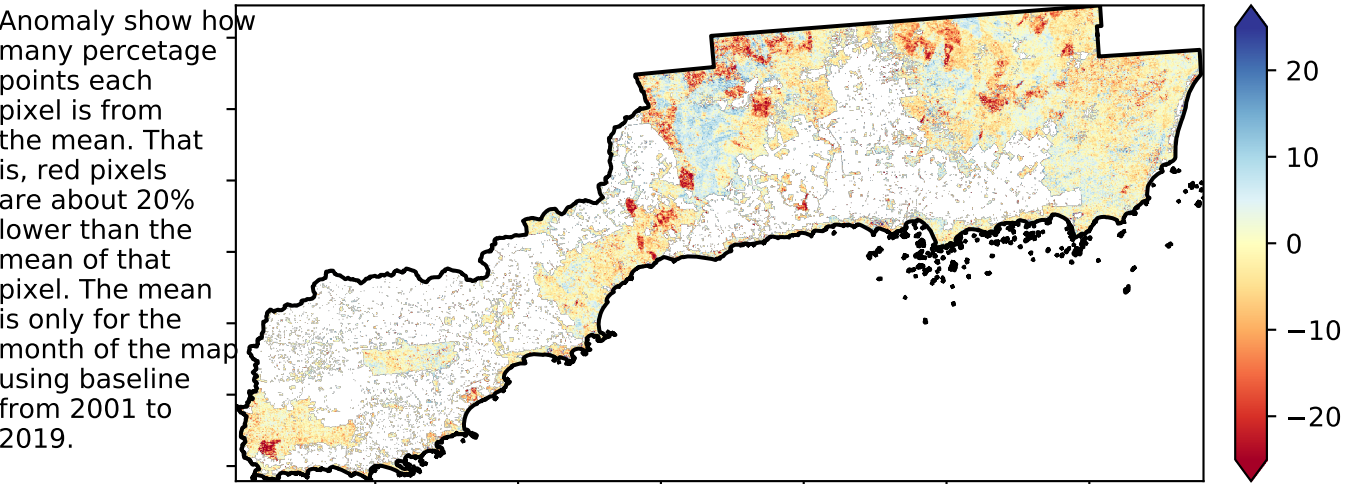 Anomaly show how
many percetage
points each
pixel is from
the mean. That
is, red pixels
are about 20%
lower than the
mean of that
pixel. The mean
is only for the
month of the map
using baseline
from 2001 to
2019.
20
10
0
−10
−20